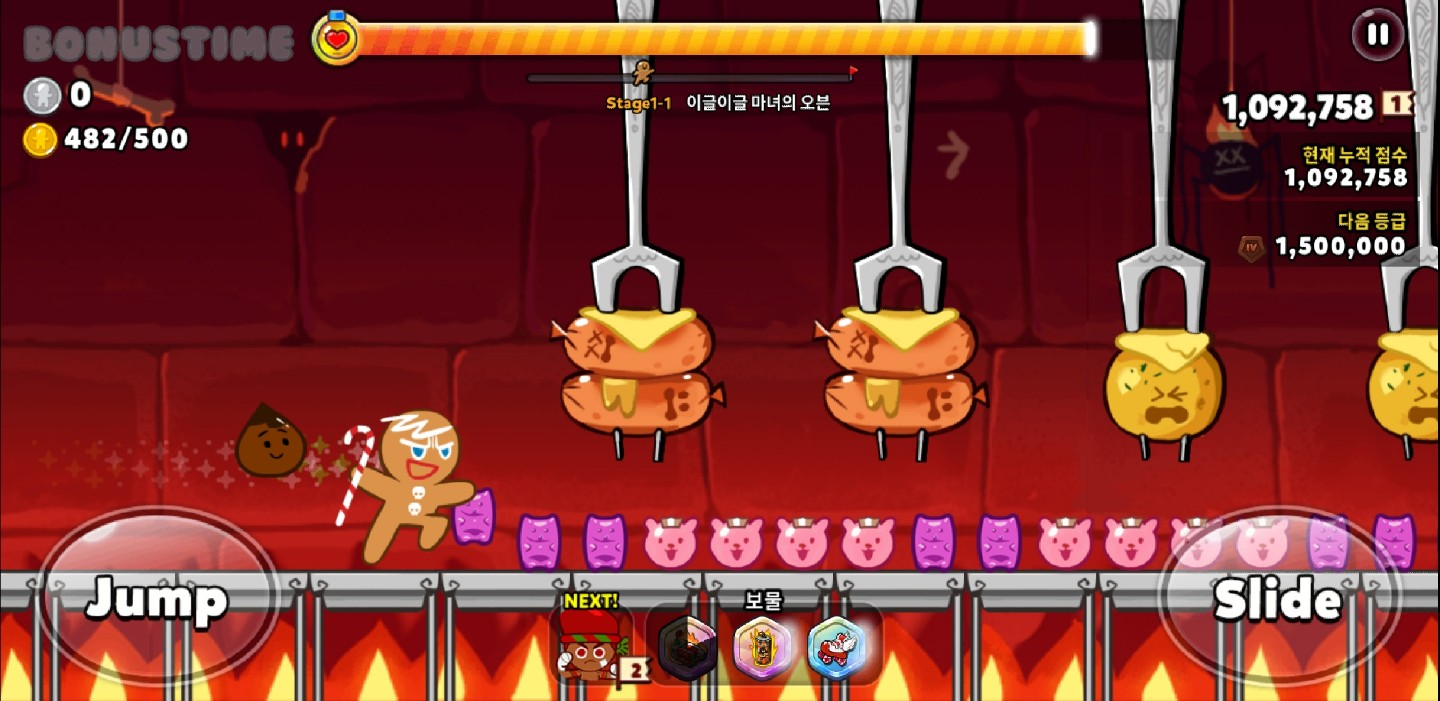 BONUSTIME
0
482/500
Stage1-1 이글이글 마녀의 오븐
1,092,758 1
현재 누적 점수
1,092,758
다음 등급
IV 1,500,000
Jump
Slide
NEXT!
2
보물